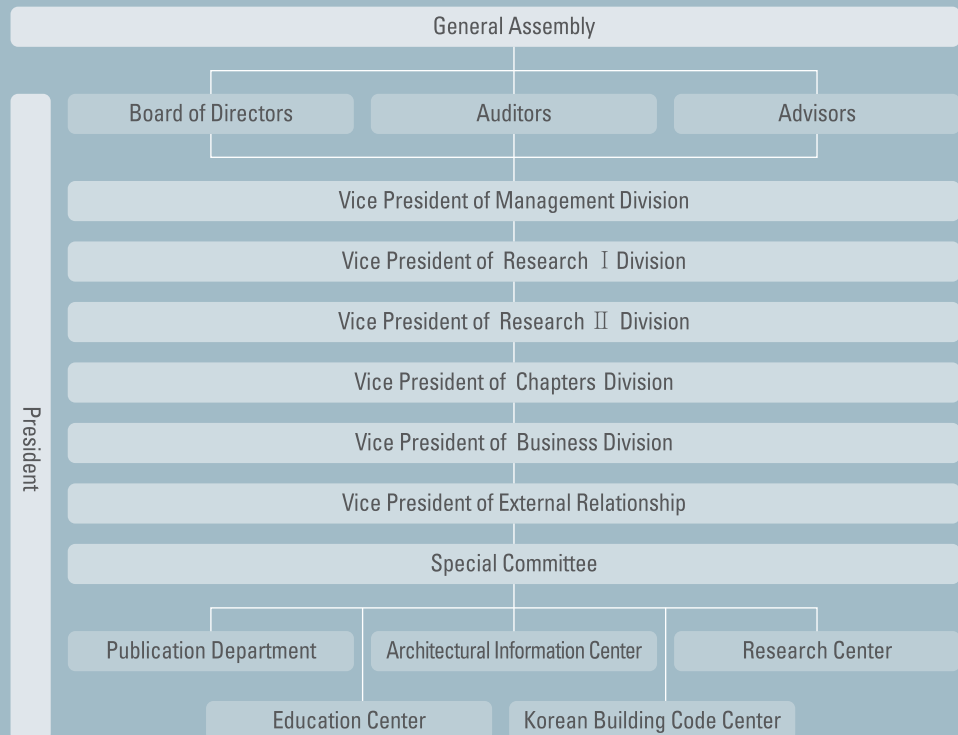 General Assembly
Board of Directors
Auditors
Advisors
President
Vice President of Management Division
Vice President of Research Ⅰ Division
Vice President of Research Ⅱ Division
Vice President of Chapters Division
Vice President of Business Division
Vice President of External Relationship
Special Committee
Publication Department
Architectural Information Center
Research Center
Education Center
Korean Building Code Center